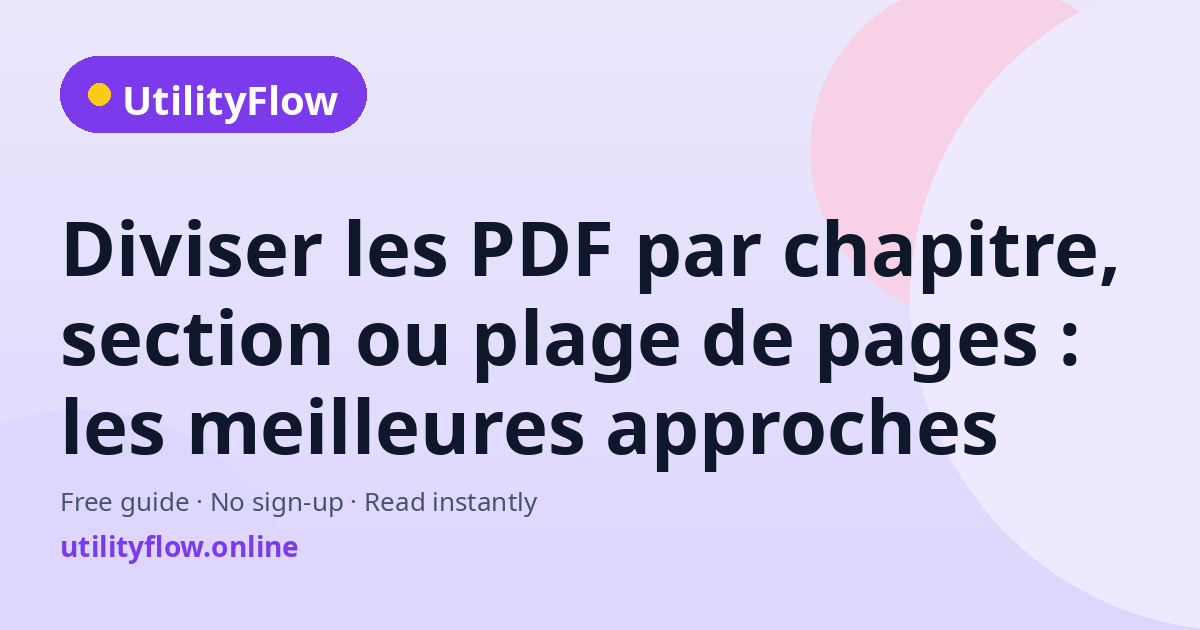 UtilityFlow
Diviser les PDF par chapitre,
section ou plage de pages :
les meilleures approches
Free guide · No sign-up · Read instantly
utilityflow.online